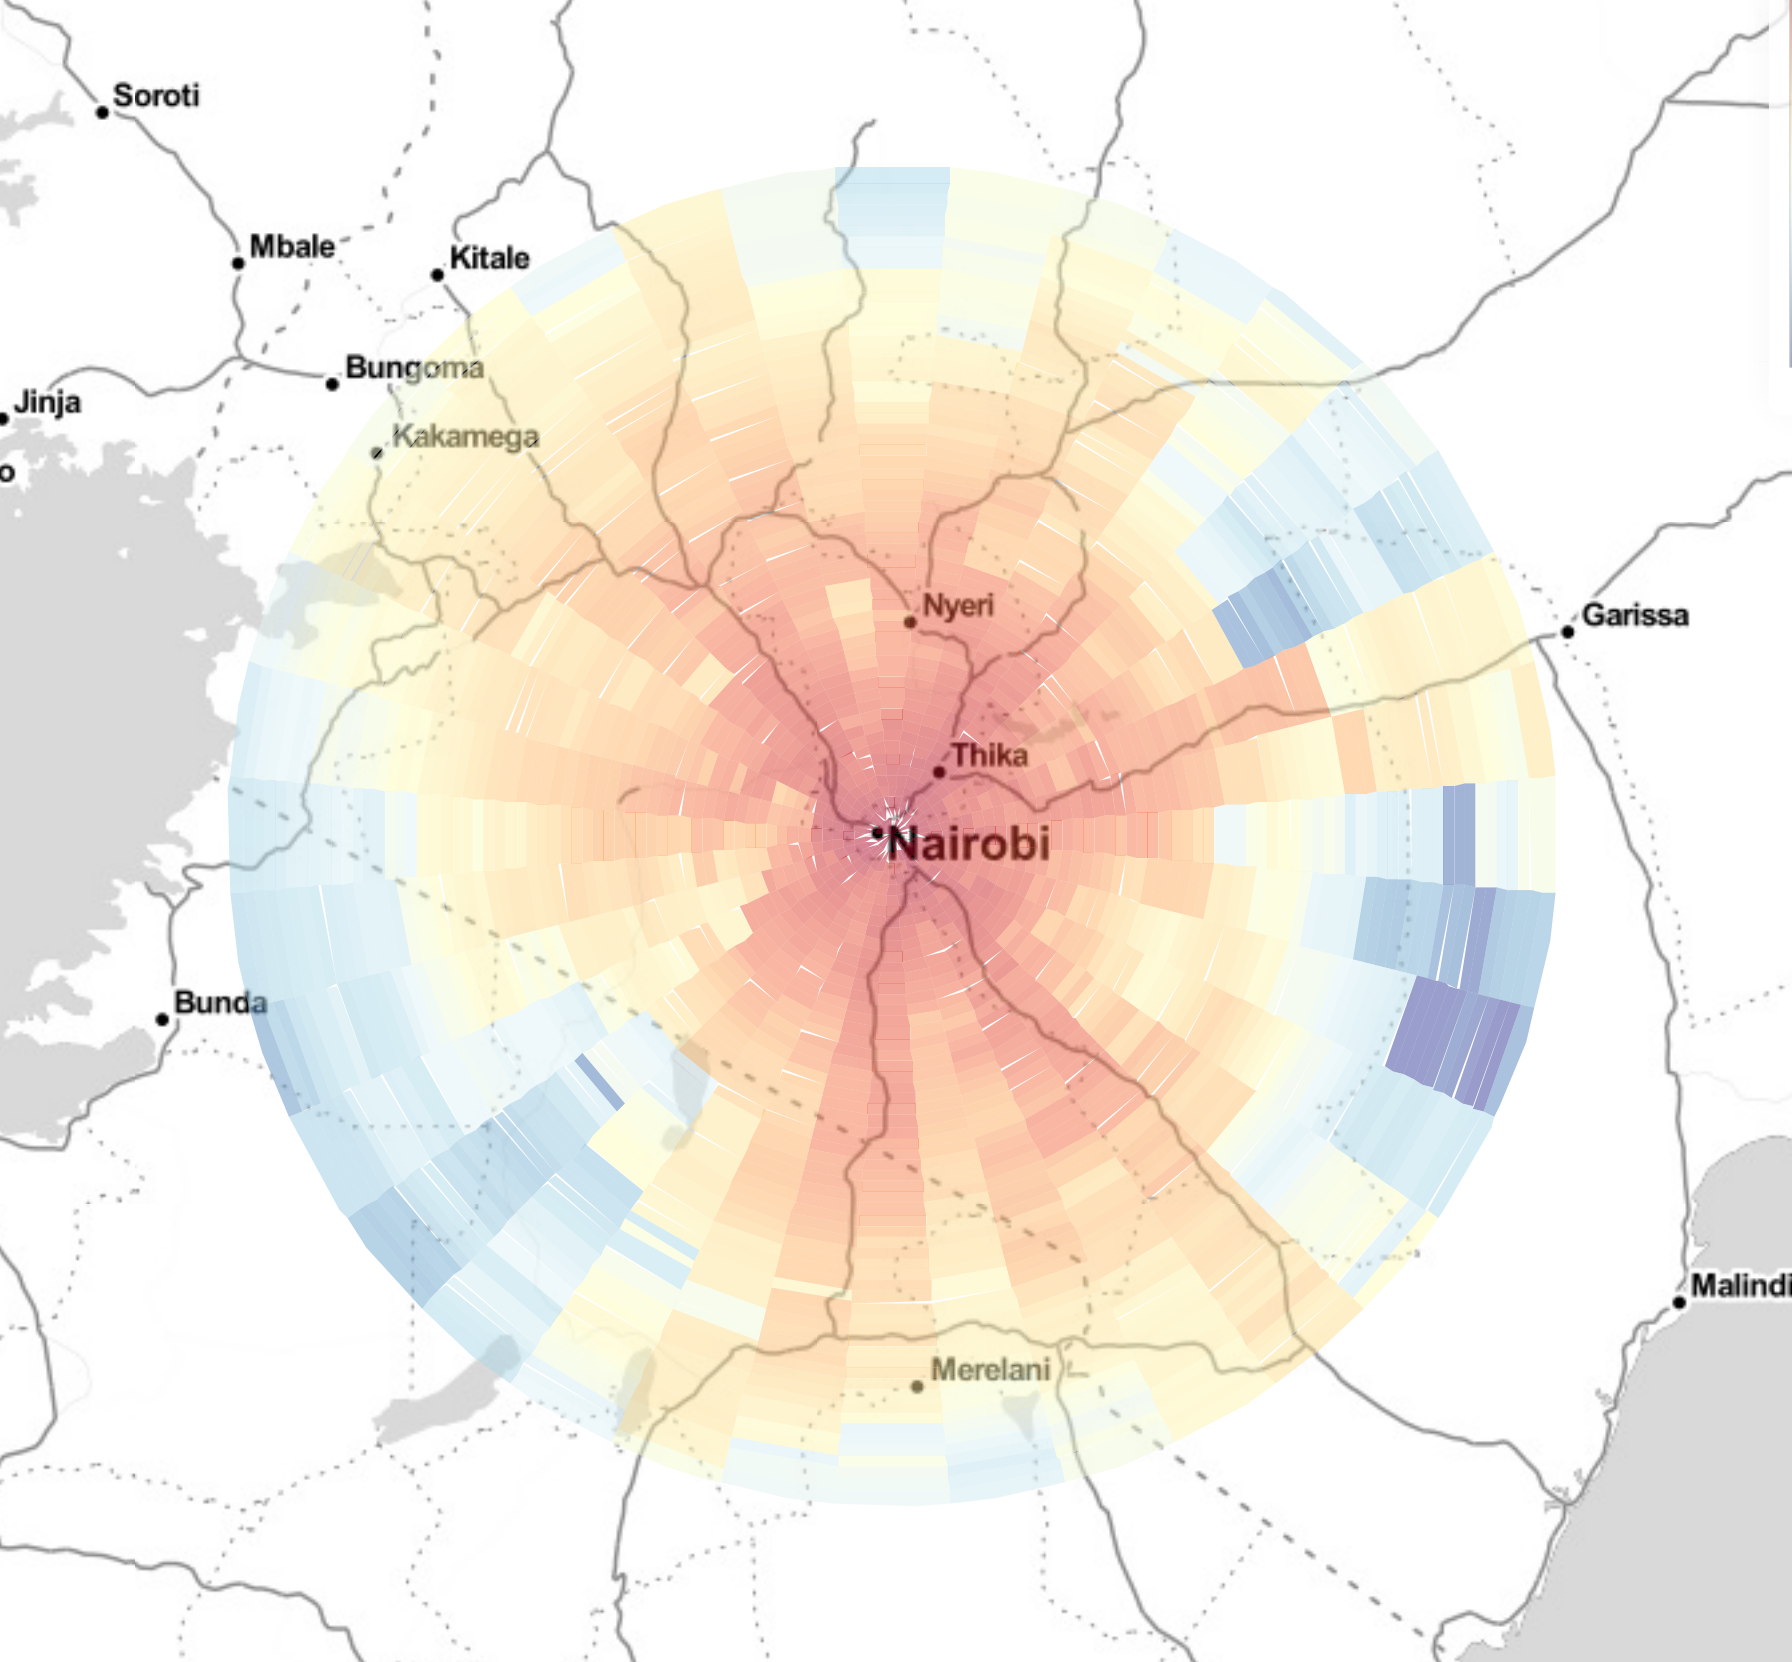 Soroti
Mbale
Kitale
Bungoma
Jinja
Kakamega
o
Nyeri
Garissa
Thika
Nairobi
Bunda
Malindi
Merelani